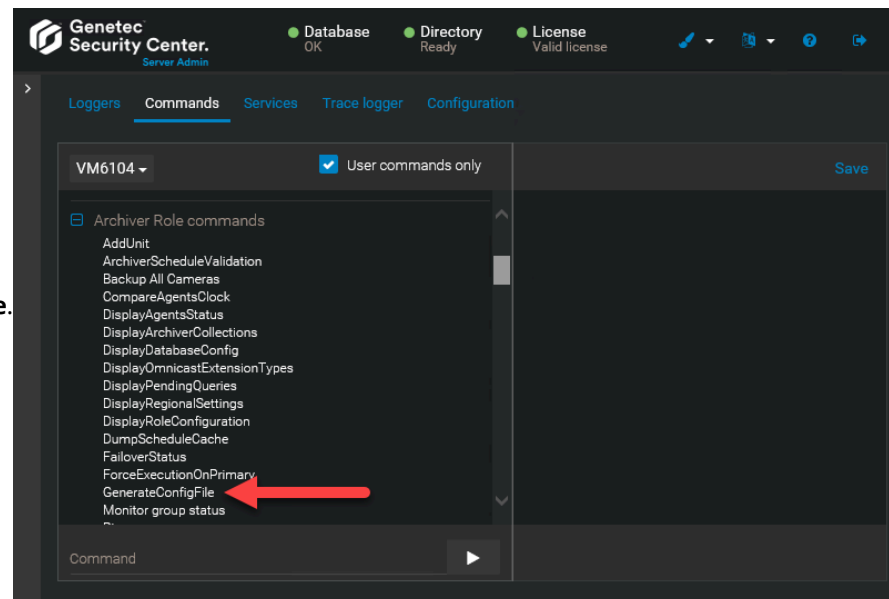 Genetec
Security Center.
Server Admin
Database
OK
Directory
Ready
License
Valid license
Loggers Commands Services Trace logger Configuration
VM6104
User commands only
Save
Archiver Role commands
AddUnit
ArchiverScheduleValidation
Backup All Cameras
CompareAgentsClock
DisplayAgentsStatus
DisplayArchiverCollections
DisplayDatabaseConfig
DisplayOmnicastExtensionTypes
DisplayPendingQueries
DisplayRegionalSettings
DisplayRoleConfiguration
DumpScheduleCache
FailoverStatus
ForceExecutionOnPrimary
GenerateConfigFile
Monitor group status
e.
Command